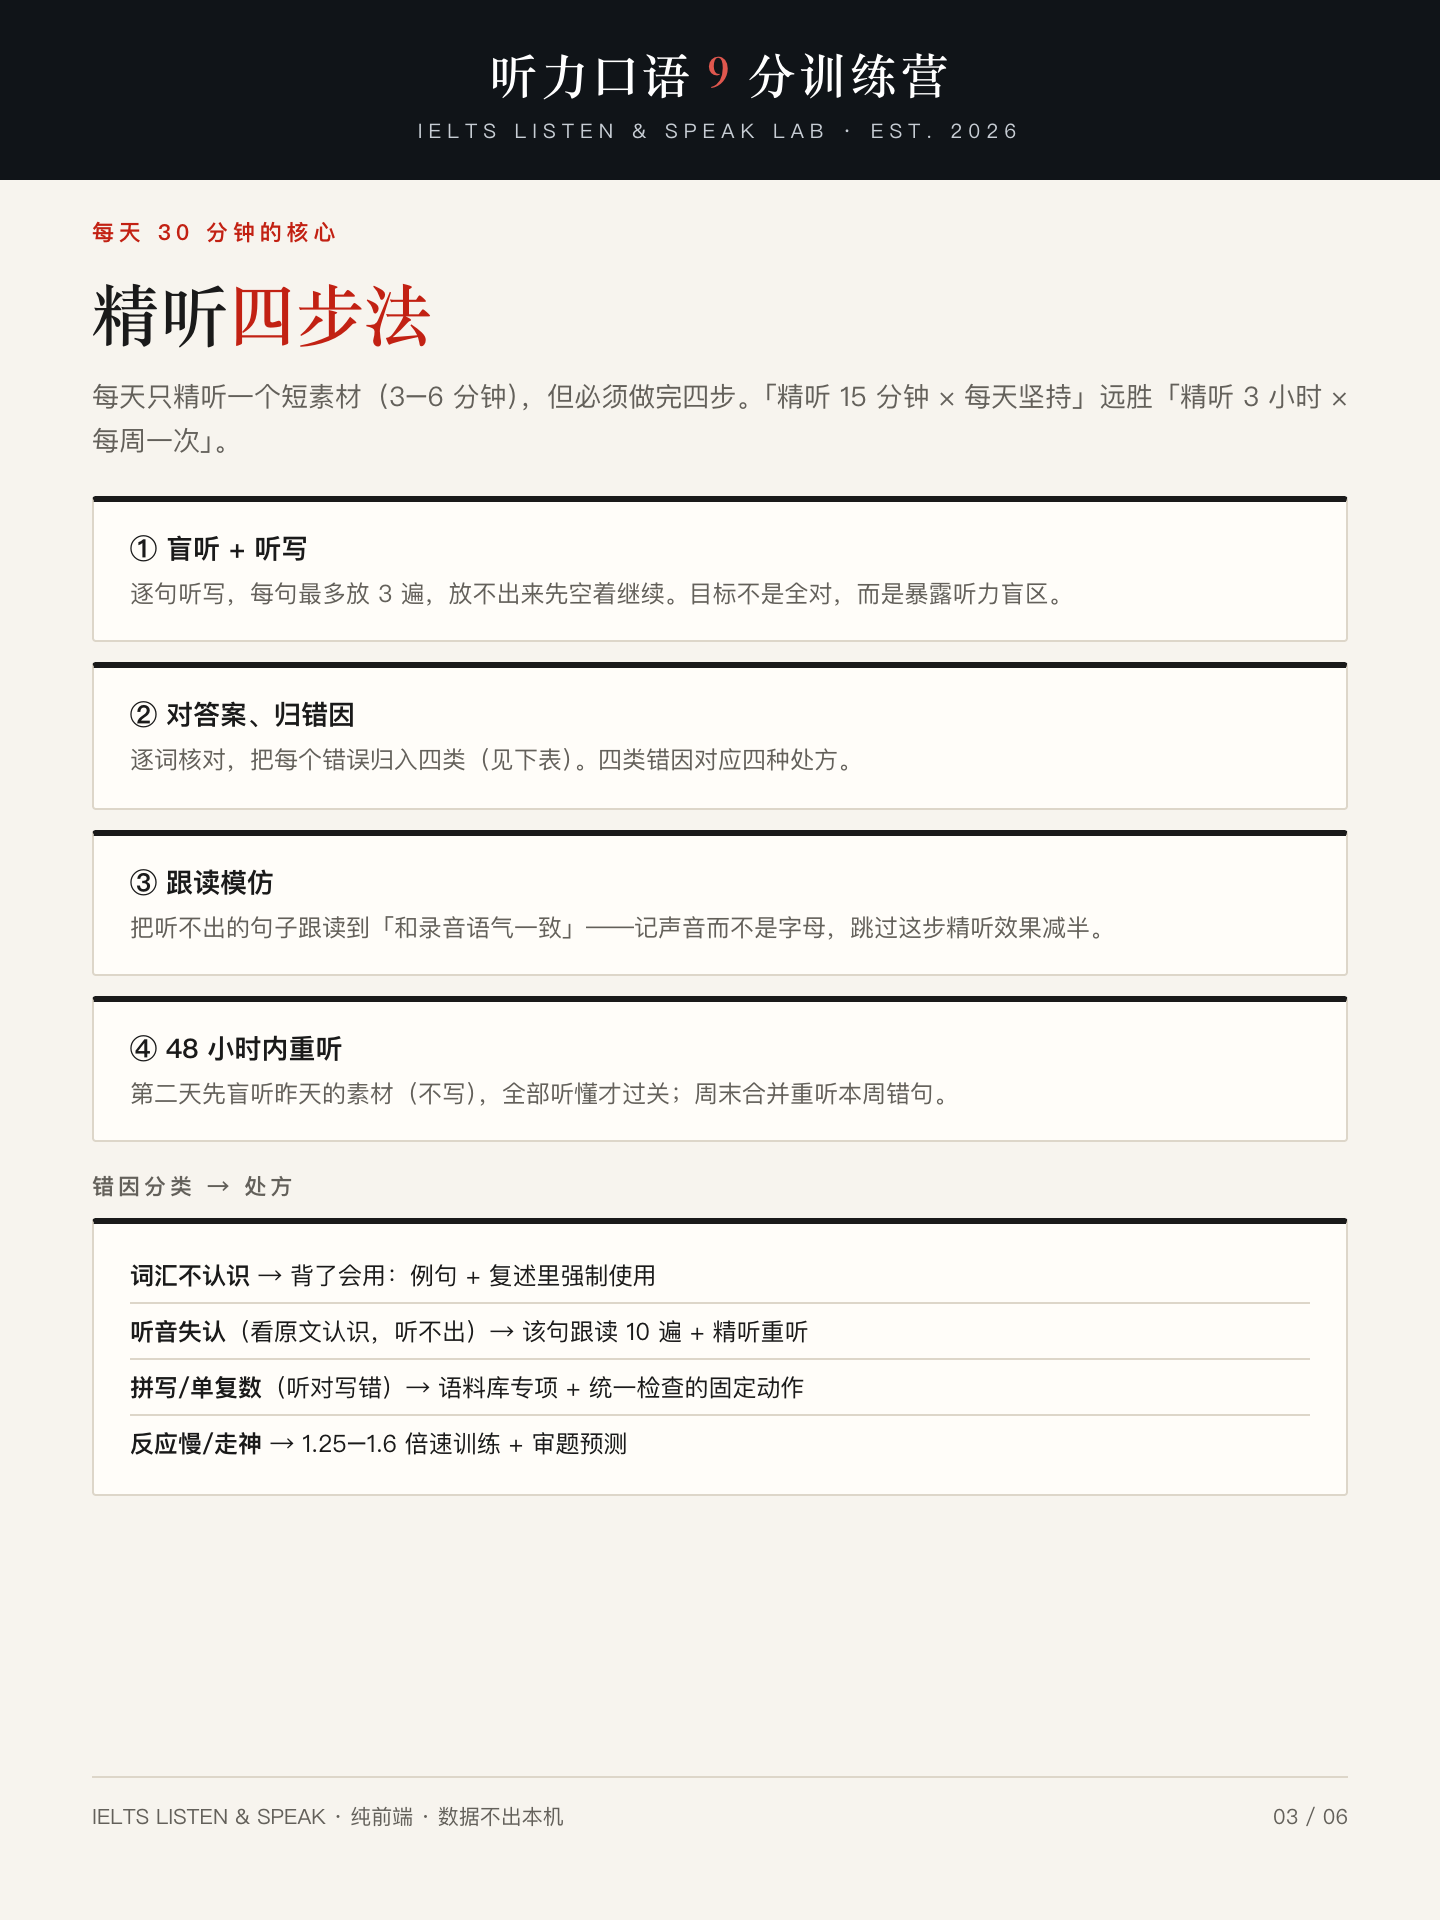 听力口语 9 分训练营
IELTS LISTEN & SPEAK LAB · EST. 2026
每天 30 分钟的核心
精听四步法
每天只精听一个短素材（3–6 分钟），但必须做完四步。「精听 15 分钟 × 每天坚持」远胜「精听 3 小时 ×
每周一次」。
① 盲听 + 听写
逐句听写，每句最多放 3 遍，放不出来先空着继续。目标不是全对，而是暴露听力盲区。
② 对答案、归错因
逐词核对，把每个错误归入四类（见下表）。四类错因对应四种处方。
③ 跟读模仿
把听不出的句子跟读到「和录音语气一致」——记声音而不是字母，跳过这步精听效果减半。
④ 48 小时内重听
第二天先盲听昨天的素材（不写），全部听懂才过关；周末合并重听本周错句。
错因分类 → 处方
词汇不认识 → 背了会用：例句 + 复述里强制使用
听音失认（看原文认识，听不出）→ 该句跟读 10 遍 + 精听重听
拼写/单复数（听对写错）→ 语料库专项 + 统一检查的固定动作
反应慢/走神 → 1.25–1.6 倍速训练 + 审题预测
IELTS LISTEN & SPEAK · 纯前端 · 数据不出本机
03 / 06